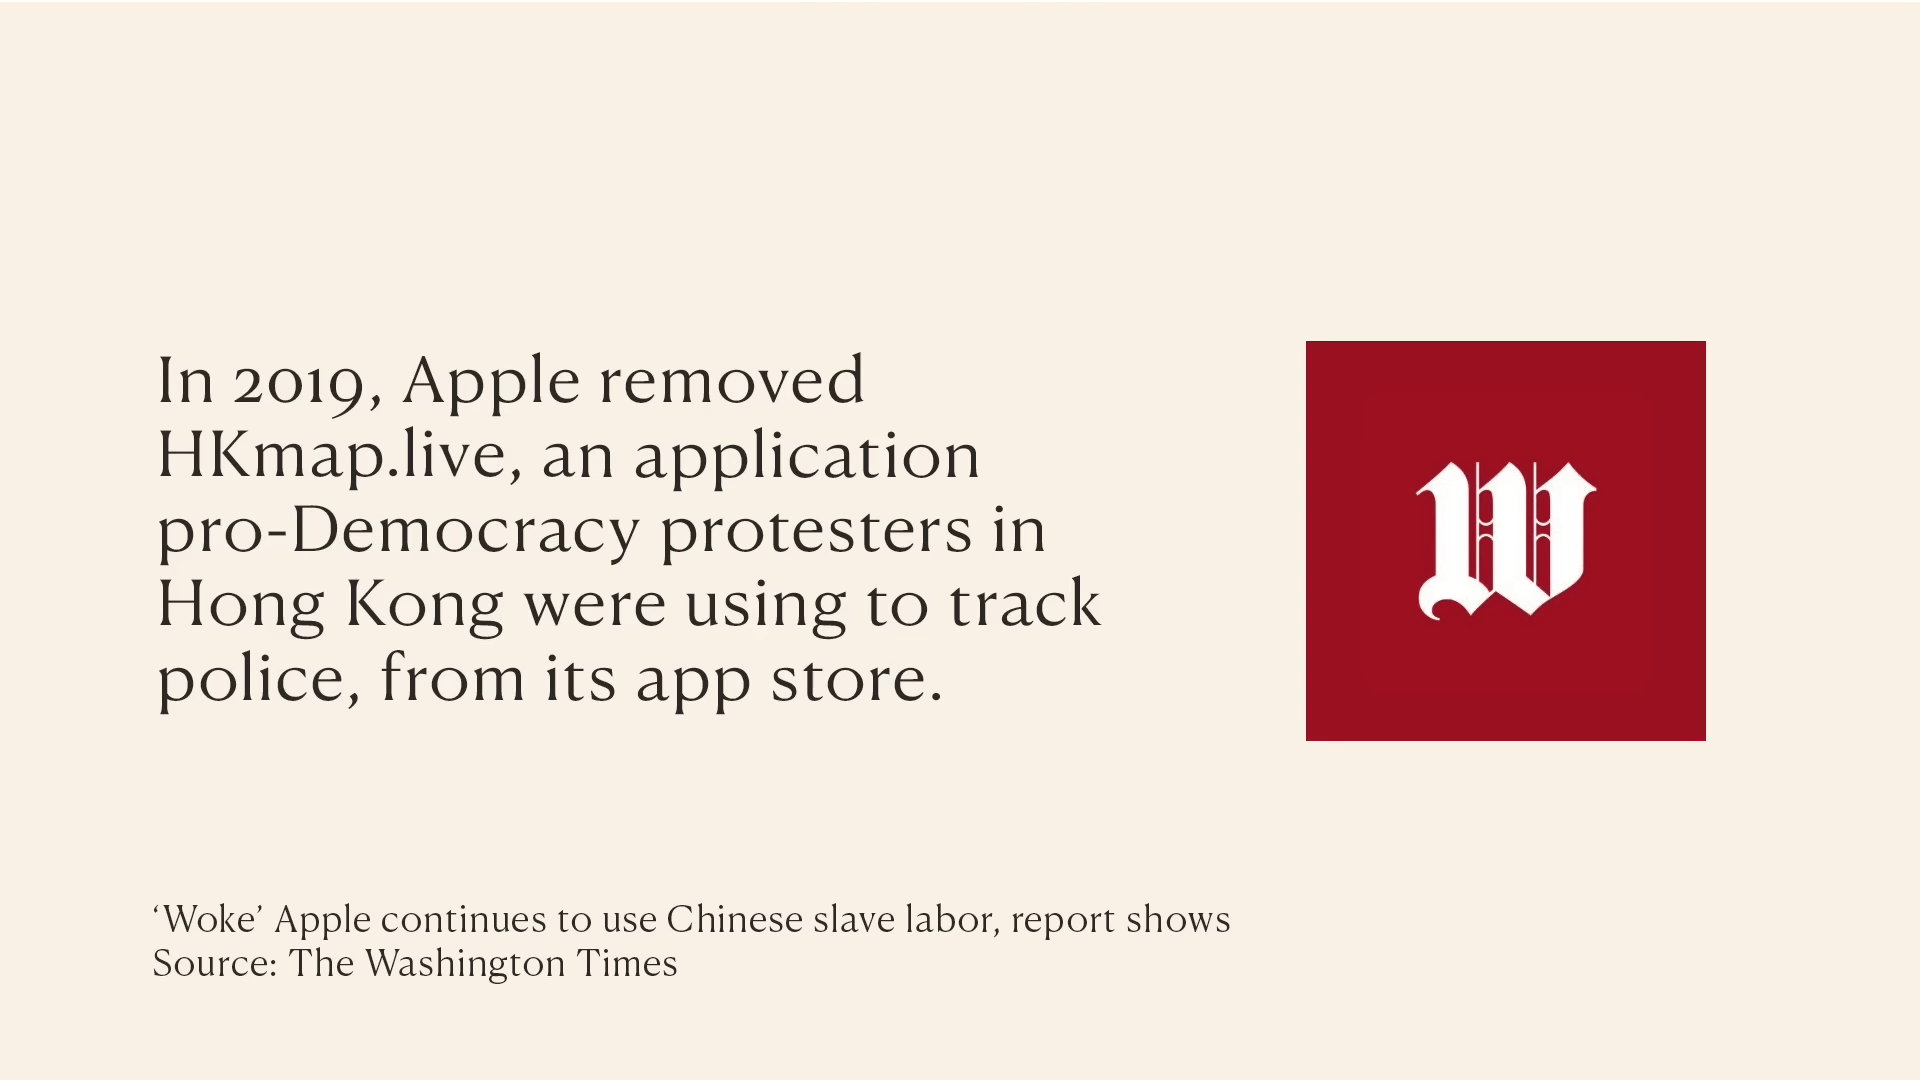 In 2019, Apple removed
HKmap.live, an application
pro-Democracy protesters in
Hong Kong were using to track
police, from its app store.
W
‘Woke’ Apple continues to use Chinese slave labor, report shows
Source: The Washington Times